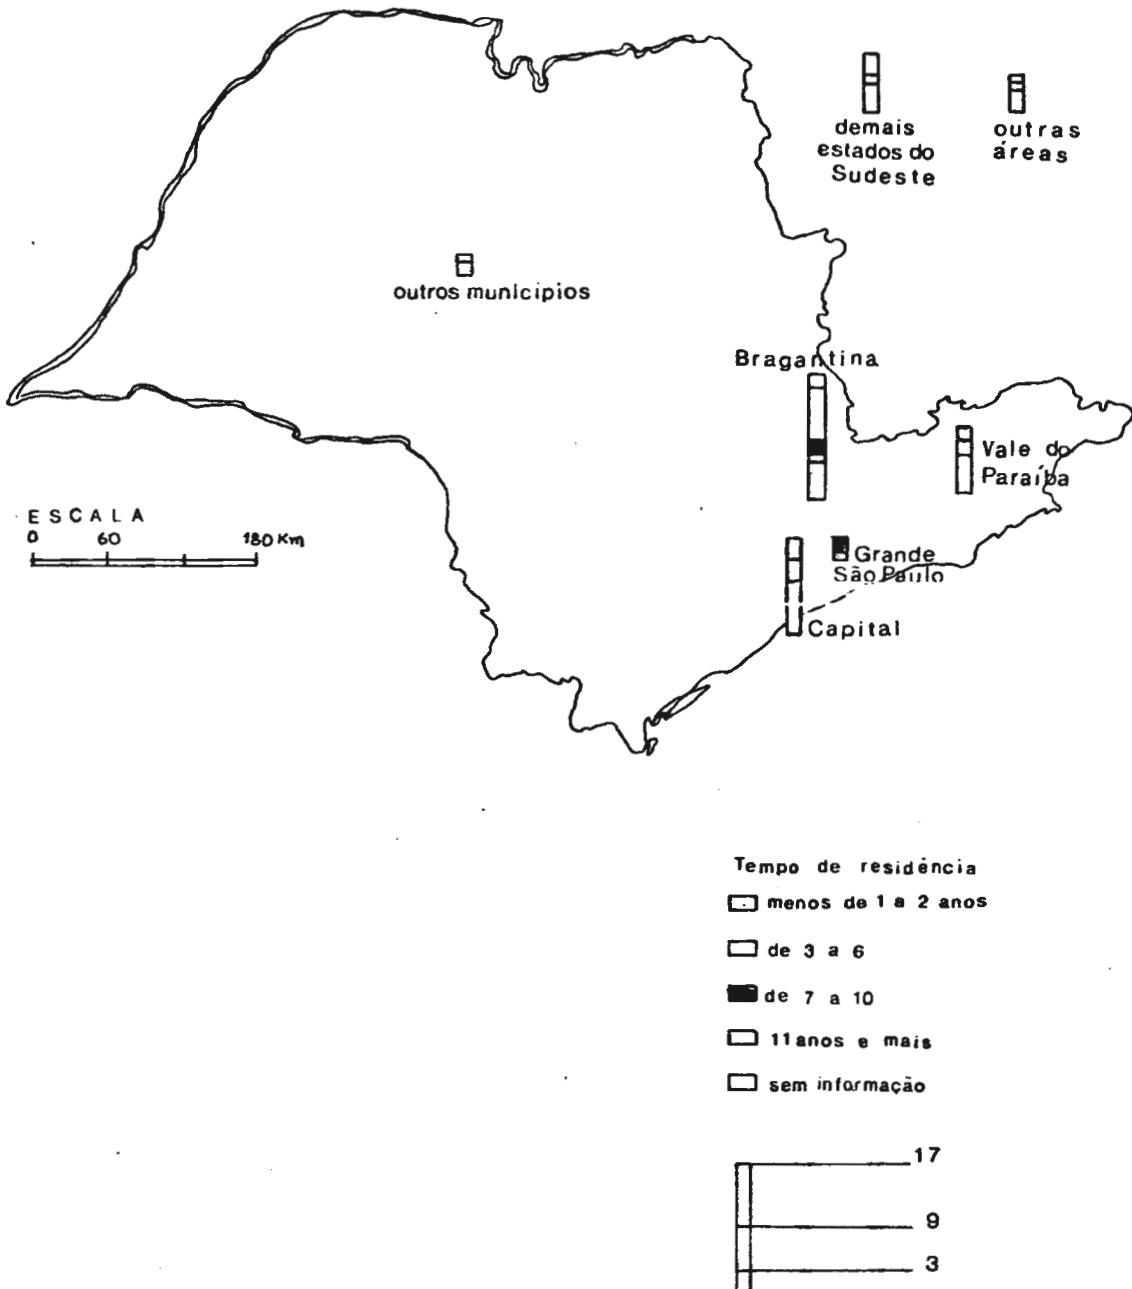 demais
estados do
Sudeste
outras
áreas
outros municípios
Bragantina
Vale do
Paraíba
ESCALA
0 60 180 Km
Grande
São Paulo
Capital
Tempo de residência
menos de 1 a 2 anos
de 3 a 6
de 7 a 10
11 anos e mais
sem informação
17
9
3